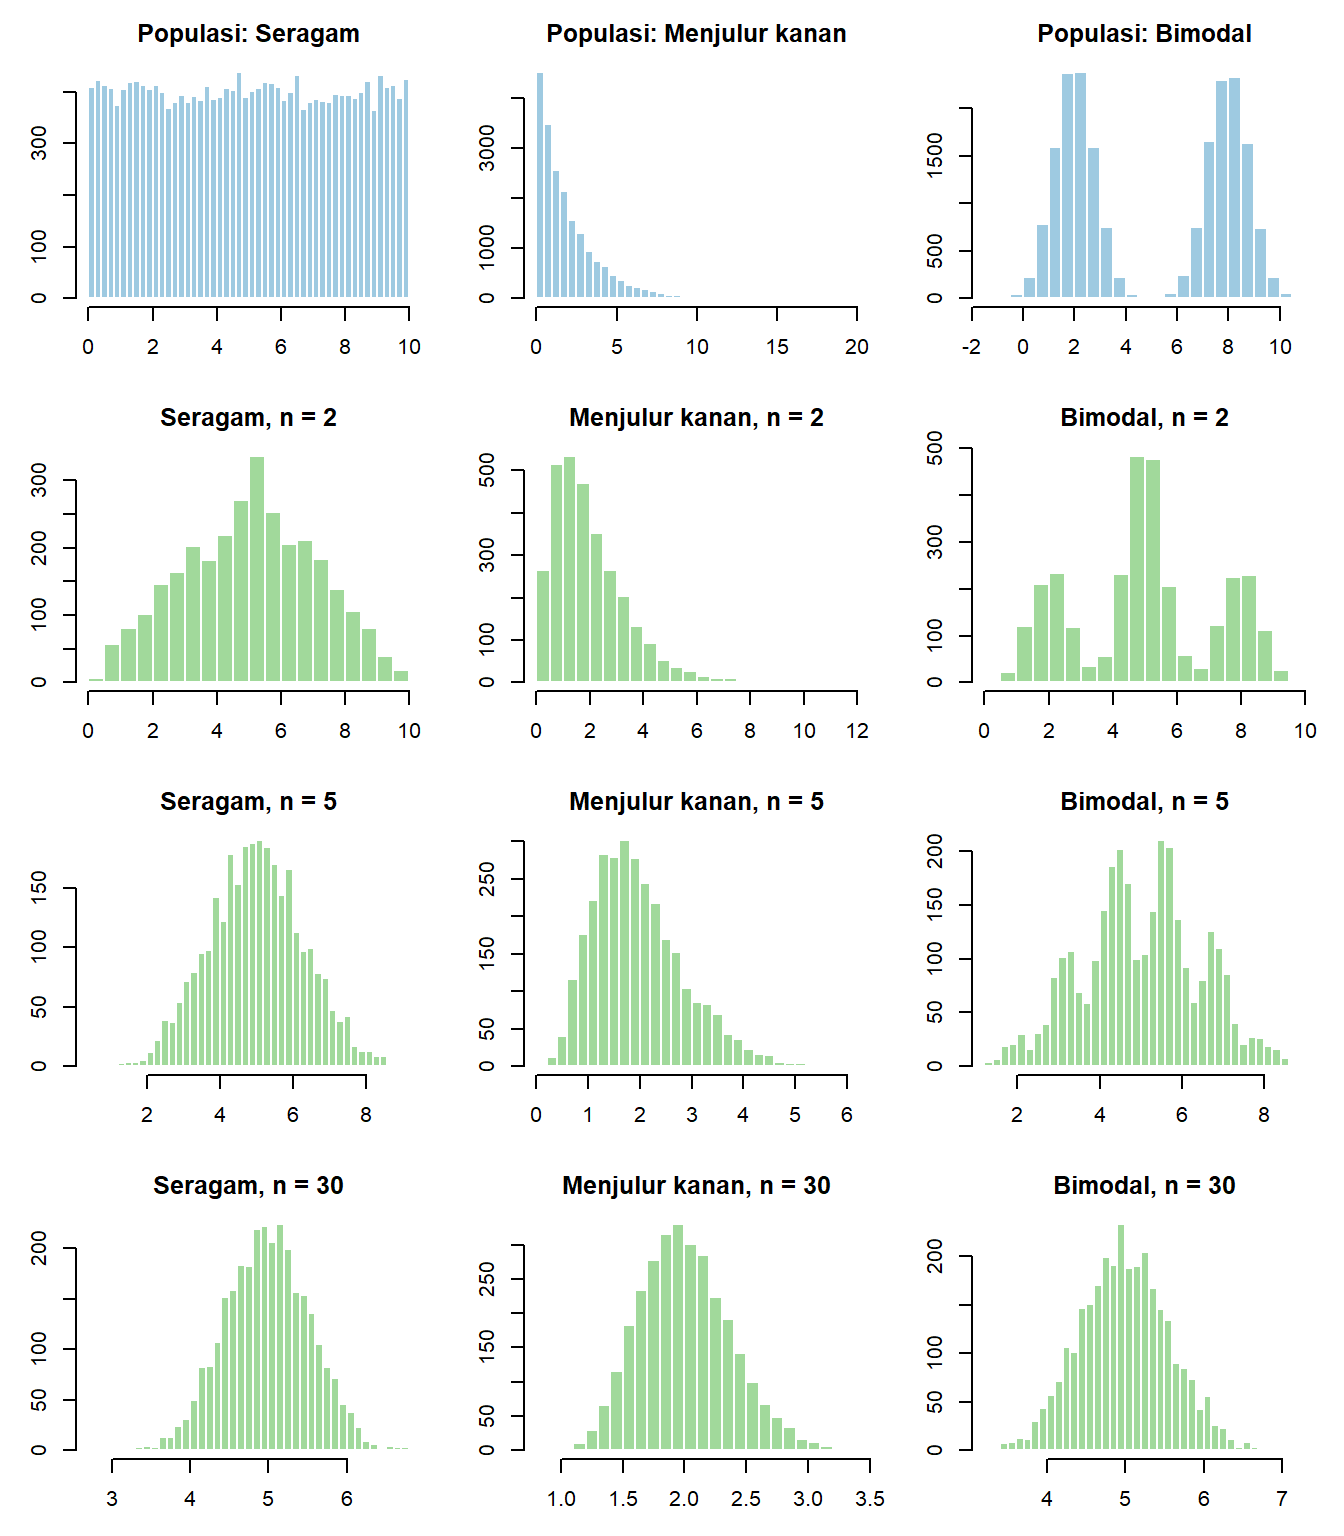 Populasi: Seragam
300
100
0
0 2 4 6 8 10
Populasi: Menjulur kanan
3000
1000
0
0 5 10 15 20
Populasi: Bimodal
1500
500
0
-2 0 2 4 6 8 10
Seragam, n = 2
300
200
100
0
0 2 4 6 8 10
Menjulur kanan, n = 2
500
300
100
0
0 2 4 6 8 10 12
Bimodal, n = 2
500
300
100
0
0 2 4 6 8 10
Seragam, n = 5
150
100
50
0
2 4 6 8
Menjulur kanan, n = 5
250
150
50
0
0 1 2 3 4 5 6
Bimodal, n = 5
200
150
100
50
0
2 4 6 8
Seragam, n = 30
200
100
50
0
3 4 5 6
Menjulur kanan, n = 30
250
150
50
0
1.0 1.5 2.0 2.5 3.0 3.5
Bimodal, n = 30
200
100
50
0
4 5 6 7